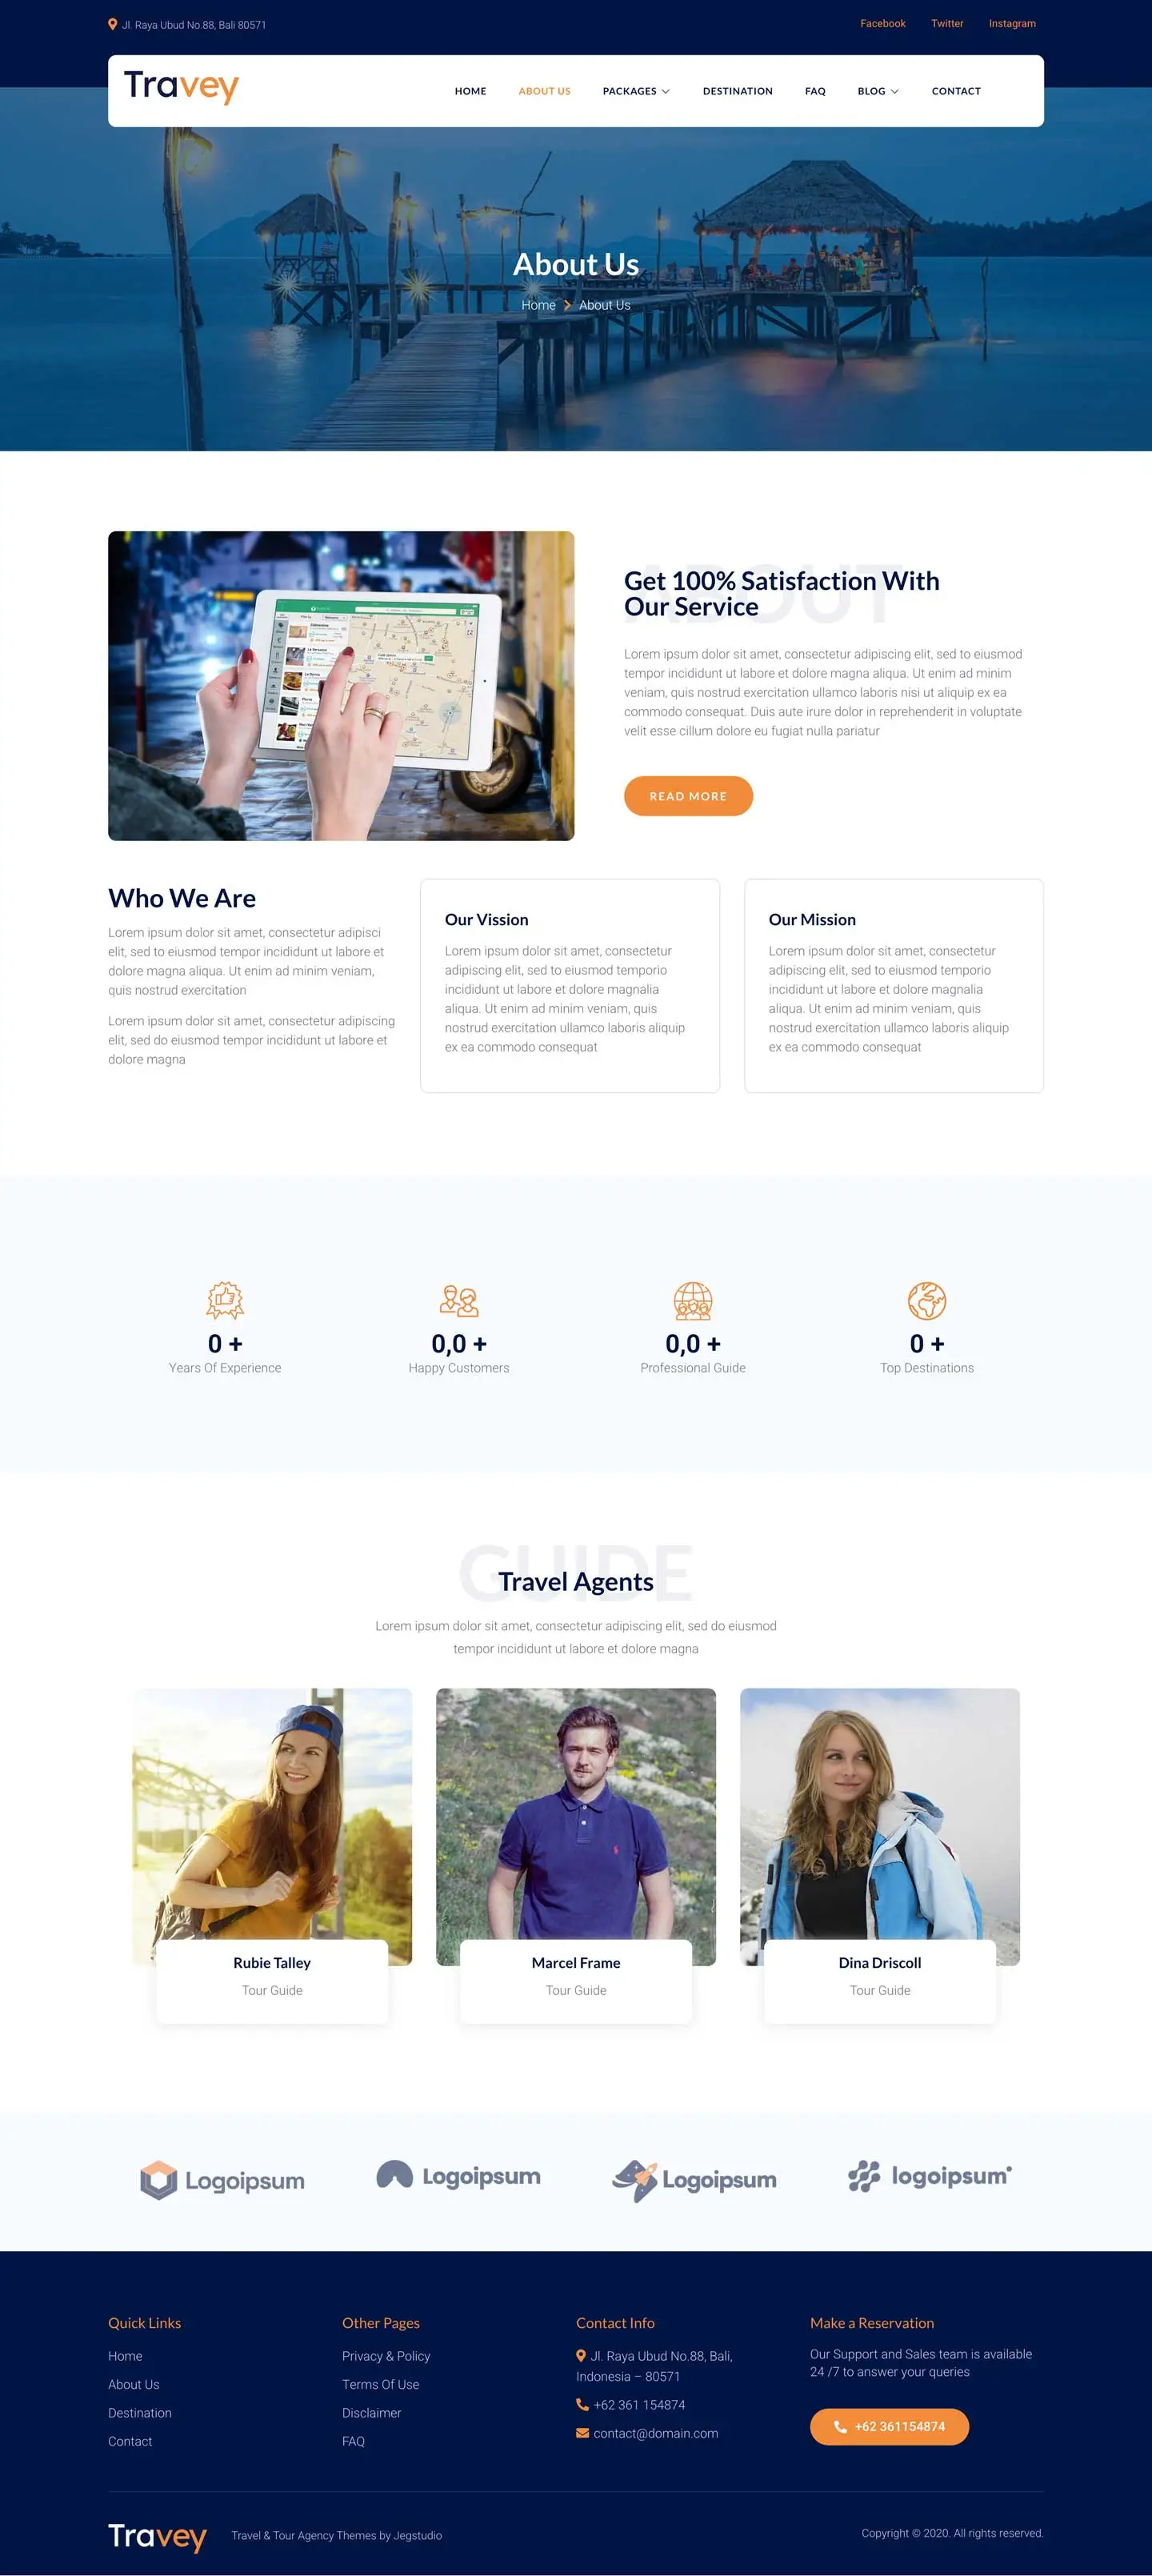 Jl. Raya Ubud No.88, Bali 80571
Facebook Twitter Instagram
Travey
HOME ABOUT US PACKAGES DESTINATION FAQ BLOG CONTACT
About Us
Home About Us
ABOUT
Get 100% Satisfaction With
Our Service
Lorem ipsum dolor sit amet, consectetur adipiscing elit, sed to eiusmod
tempor incididunt ut labore et dolore magna aliqua. Ut enim ad minim
veniam, quis nostrud exercitation ullamco laboris nisi ut aliquip ex ea
commodo consequat. Duis aute irure dolor in reprehenderit in voluptate
velit esse cillum dolore eu fugiat nulla pariatur
READ MORE
Who We Are
Lorem ipsum dolor sit amet, consectetur adipisci
elit, sed to eiusmod tempor incididunt ut labore et
dolore magna aliqua. Ut enim ad minim veniam,
quis nostrud exercitation
Lorem ipsum dolor sit amet, consectetur adipiscing
elit, sed do eiusmod tempor incididunt ut labore et
dolore magna
Our Vission
Lorem ipsum dolor sit amet, consectetur
adipiscing elit, sed to eiusmod temporio
incididunt ut labore et dolore magnalia
aliqua. Ut enim ad minim veniam, quis
nostrud exercitation ullamco laboris aliquip
ex ea commodo consequat
Our Mission
Lorem ipsum dolor sit amet, consectetur
adipiscing elit, sed to eiusmod temporio
incididunt ut labore et dolore magnalia
aliqua. Ut enim ad minim veniam, quis
nostrud exercitation ullamco laboris aliquip
ex ea commodo consequat
0 +
Years Of Experience
0,0 +
Happy Customers
0,0 +
Professional Guide
0 +
Top Destinations
GUIDE
Travel Agents
Lorem ipsum dolor sit amet, consectetur adipiscing elit, sed do eiusmod
tempor incididunt ut labore et dolore magna
Rubie Talley
Tour Guide
Marcel Frame
Tour Guide
Dina Driscoll
Tour Guide
Logoipsum Logoipsum Logoipsum logoipsum
Quick Links
Home
About Us
Destination
Contact
Other Pages
Privacy & Policy
Terms Of Use
Disclaimer
FAQ
Contact Info
Jl. Raya Ubud No.88, Bali,
Indonesia – 80571
+62 361 154874
contact@domain.com
Make a Reservation
Our Support and Sales team is available
24 /7 to answer your queries
+62 361154874
Travey
Travel & Tour Agency Themes by Jegstudio
Copyright © 2020. All rights reserved.